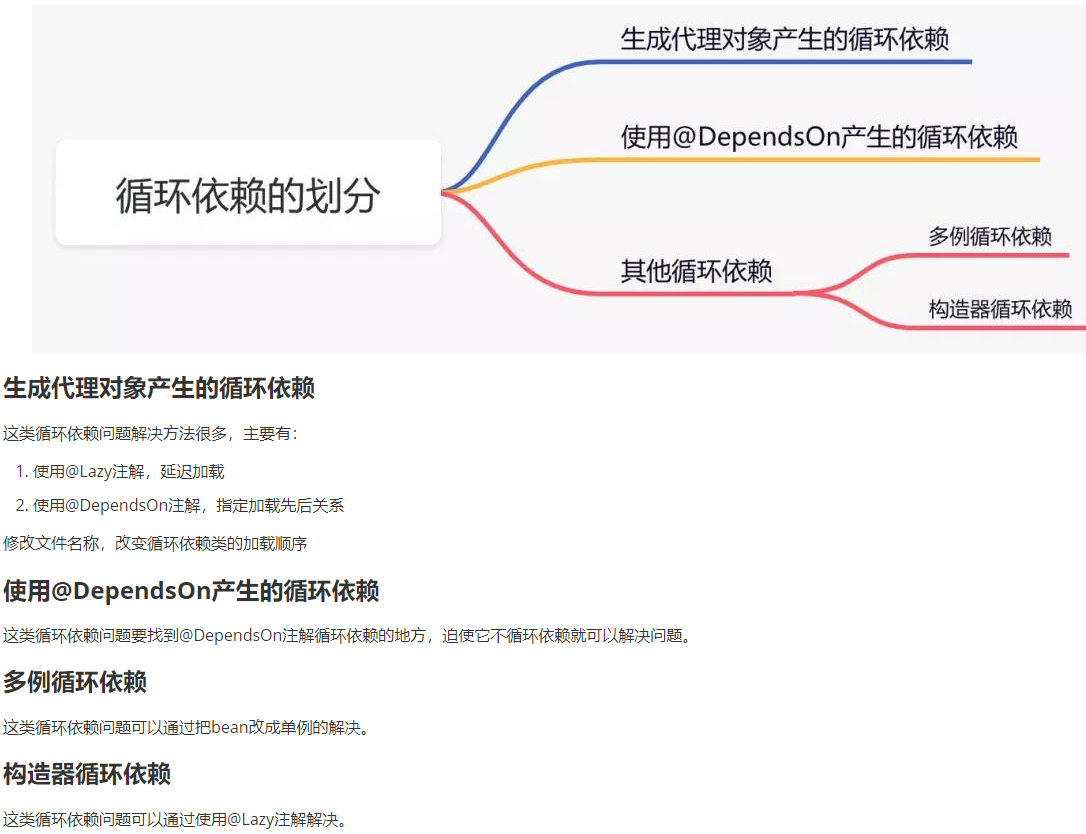 生成代理对象产生的循环依赖
使用@DependsOn产生的循环依赖
循环依赖的划分
多例循环依赖
其他循环依赖
构造器循环依赖
生成代理对象产生的循环依赖
这类循环依赖问题解决方法很多，主要有：
1. 使用@Lazy注解，延迟加载
2. 使用@DependsOn注解，指定加载先后关系
修改文件名称，改变循环依赖类的加载顺序
使用@DependsOn产生的循环依赖
这类循环依赖问题要找到@DependsOn注解循环依赖的地方，迫使它不循环依赖就可以解决问题。
多例循环依赖
这类循环依赖问题可以通过把bean改成单例的解决。
构造器循环依赖
这类循环依赖问题可以通过使用@Lazy注解解决。